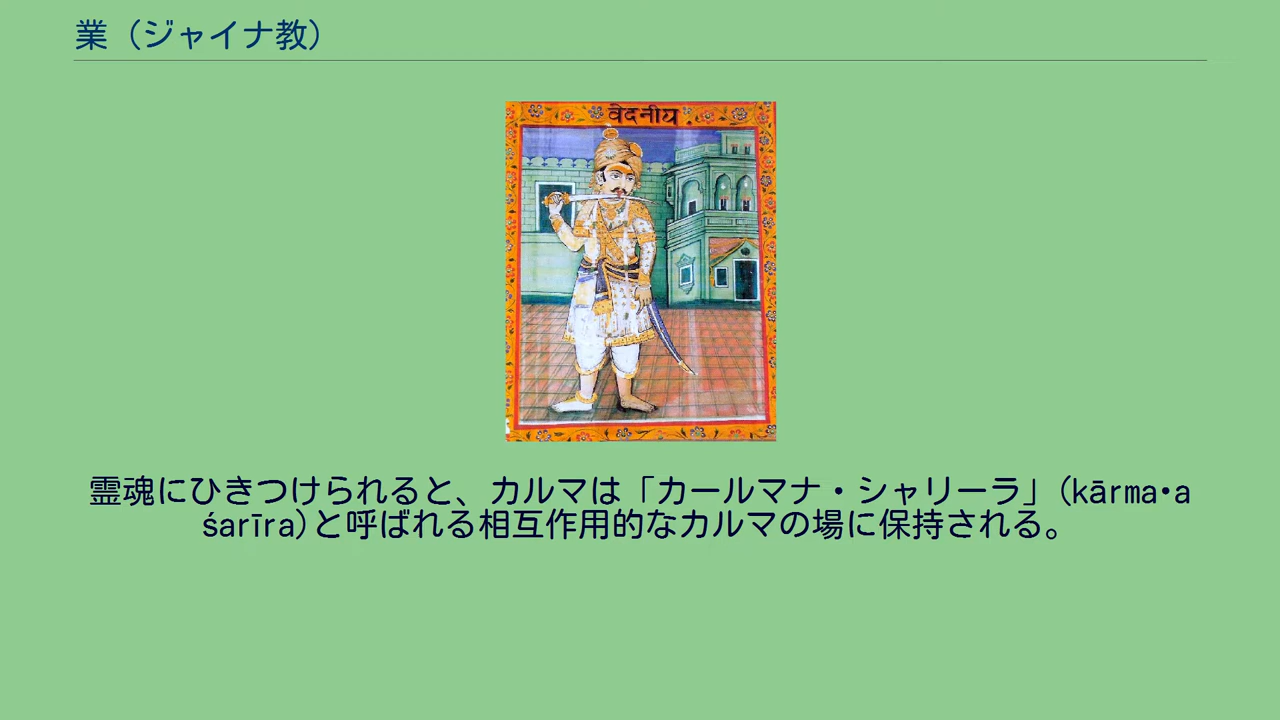 業（ジャイナ教）
वेदनीय
霊魂にひきつけられると、カルマは「カールマナ・シャリーラ」(kārma•a
śarīra)と呼ばれる相互作用的なカルマの場に保持される。